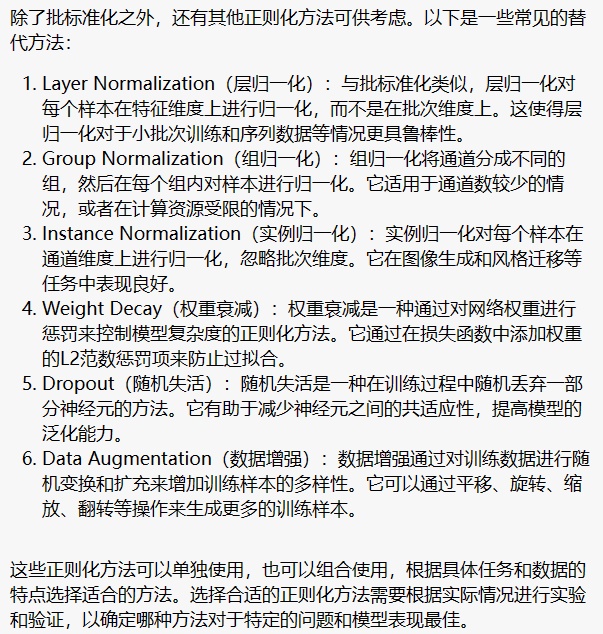 除了批标准化之外，还有其他正则化方法可供考虑。以下是一些常见的替
代方法：
1. Layer Normalization（层归一化）：与批标准化类似，层归一化对
每个样本在特征维度上进行归一化，而不是在批次维度上。这使得层
归一化对于小批次训练和序列数据等情况更具鲁棒性。
2. Group Normalization（组归一化）：组归一化将通道分成不同的
组，然后在每个组内对样本进行归一化。它适用于通道数较少的情
况，或者在计算资源受限的情况下。
3. Instance Normalization（实例归一化）：实例归一化对每个样本在
通道维度上进行归一化，忽略批次维度。它在图像生成和风格迁移等
任务中表现良好。
4. Weight Decay（权重衰减）：权重衰减是一种通过对网络权重进行
惩罚来控制模型复杂度的正则化方法。它通过在损失函数中添加权重
的L2范数惩罚项来防止过拟合。
5. Dropout（随机失活）：随机失活是一种在训练过程中随机丢弃一部
分神经元的方法。它有助于减少神经元之间的共适应性，提高模型的
泛化能力。
6. Data Augmentation（数据增强）：数据增强通过对训练数据进行随
机变换和扩充来增加训练样本的多样性。它可以通过平移、旋转、缩
放、翻转等操作来生成更多的训练样本。
这些正则化方法可以单独使用，也可以组合使用，根据具体任务和数据的
特点选择适合的方法。选择合适的正则化方法需要根据实际情况进行实验
和验证，以确定哪种方法对于特定的问题和模型表现最佳。